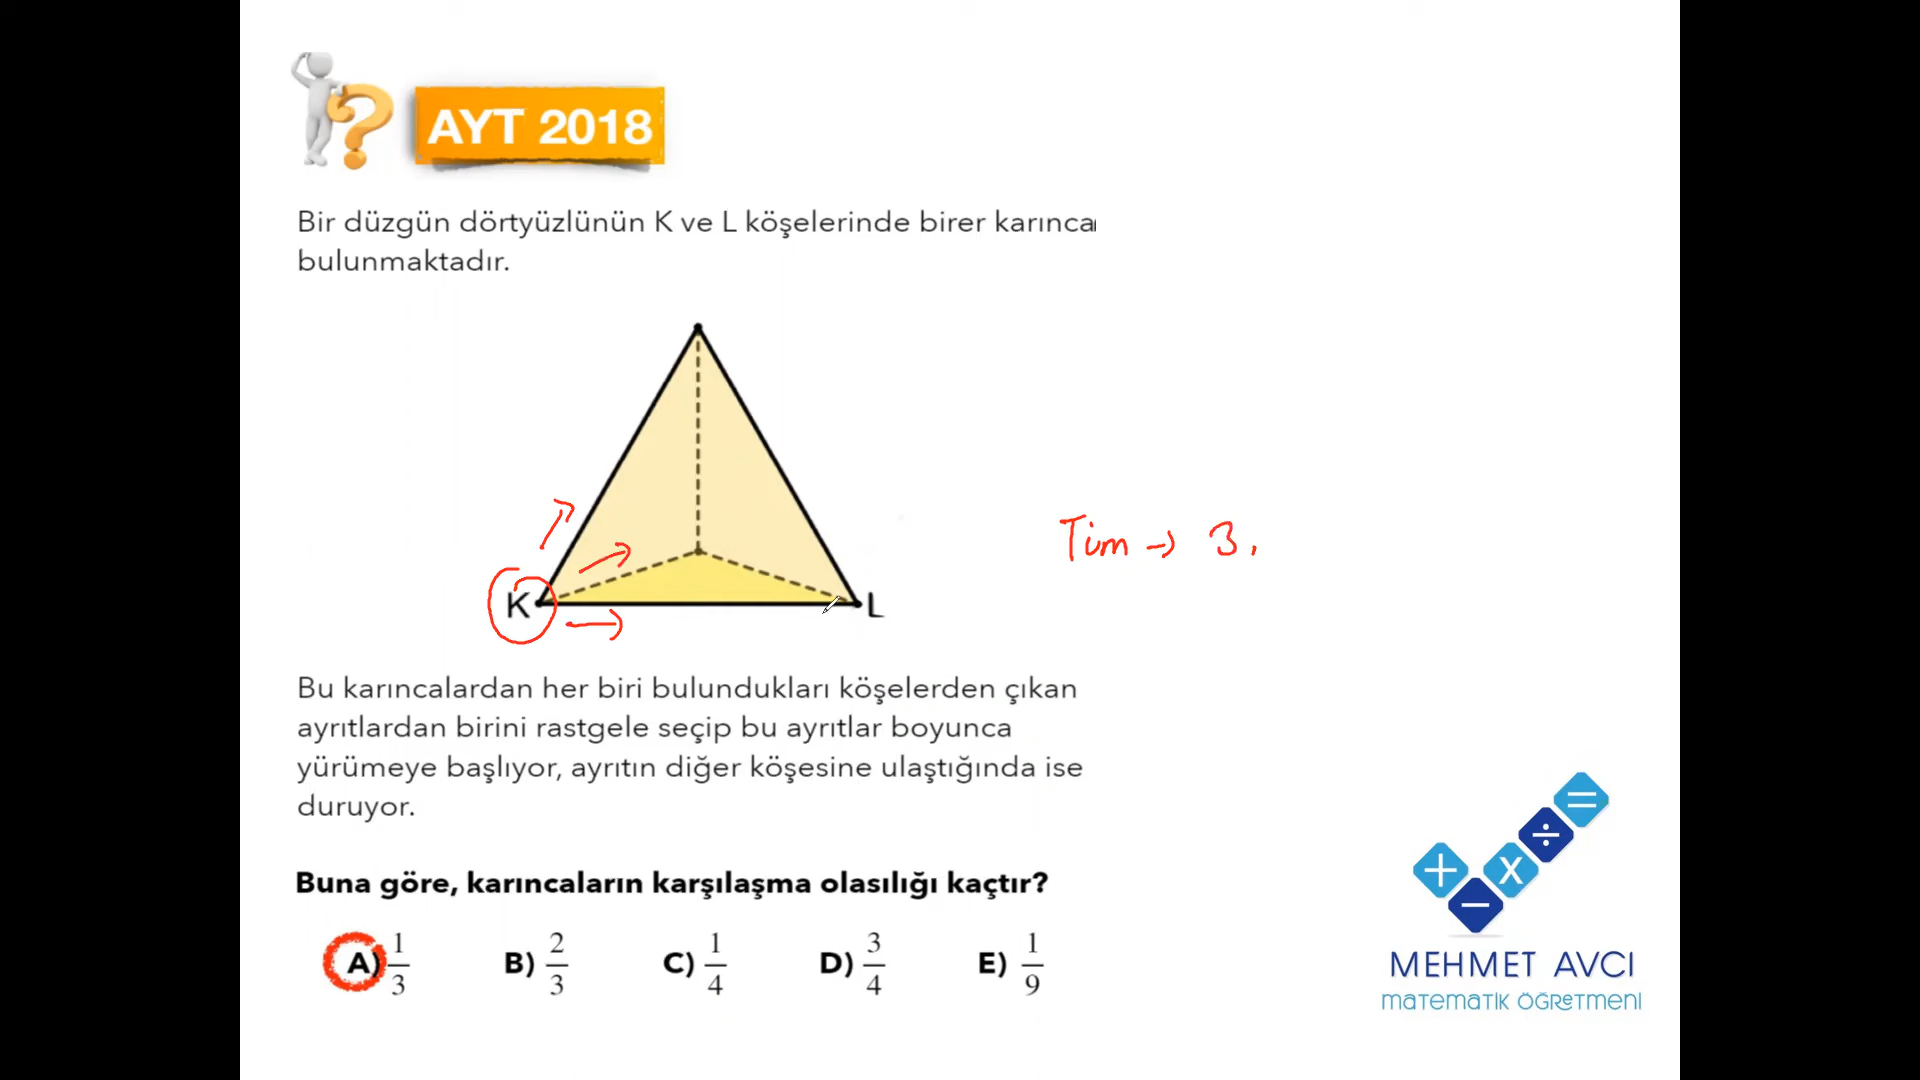 AYT 2018
Bir düzgün dörtyüzlünün K ve L köşelerinde birer karınca
bulunmaktadır.
K
L
Tüm → 3.
Bu karıncalardan her biri bulundukları köşelerden çıkan
ayrıtlardan birini rastgele seçip bu ayrıtlar boyunca
yürümeye başlıyor, ayrıtın diğer köşesine ulaştığında ise
duruyor.
Buna göre, karıncaların karşılaşma olasılığı kaçtır?
A) 1/3 B) 2/3 C) 1/4 D) 3/4 E) 1/9
+ − x ÷ =
MEHMET AVCI
matematik öğretmeni